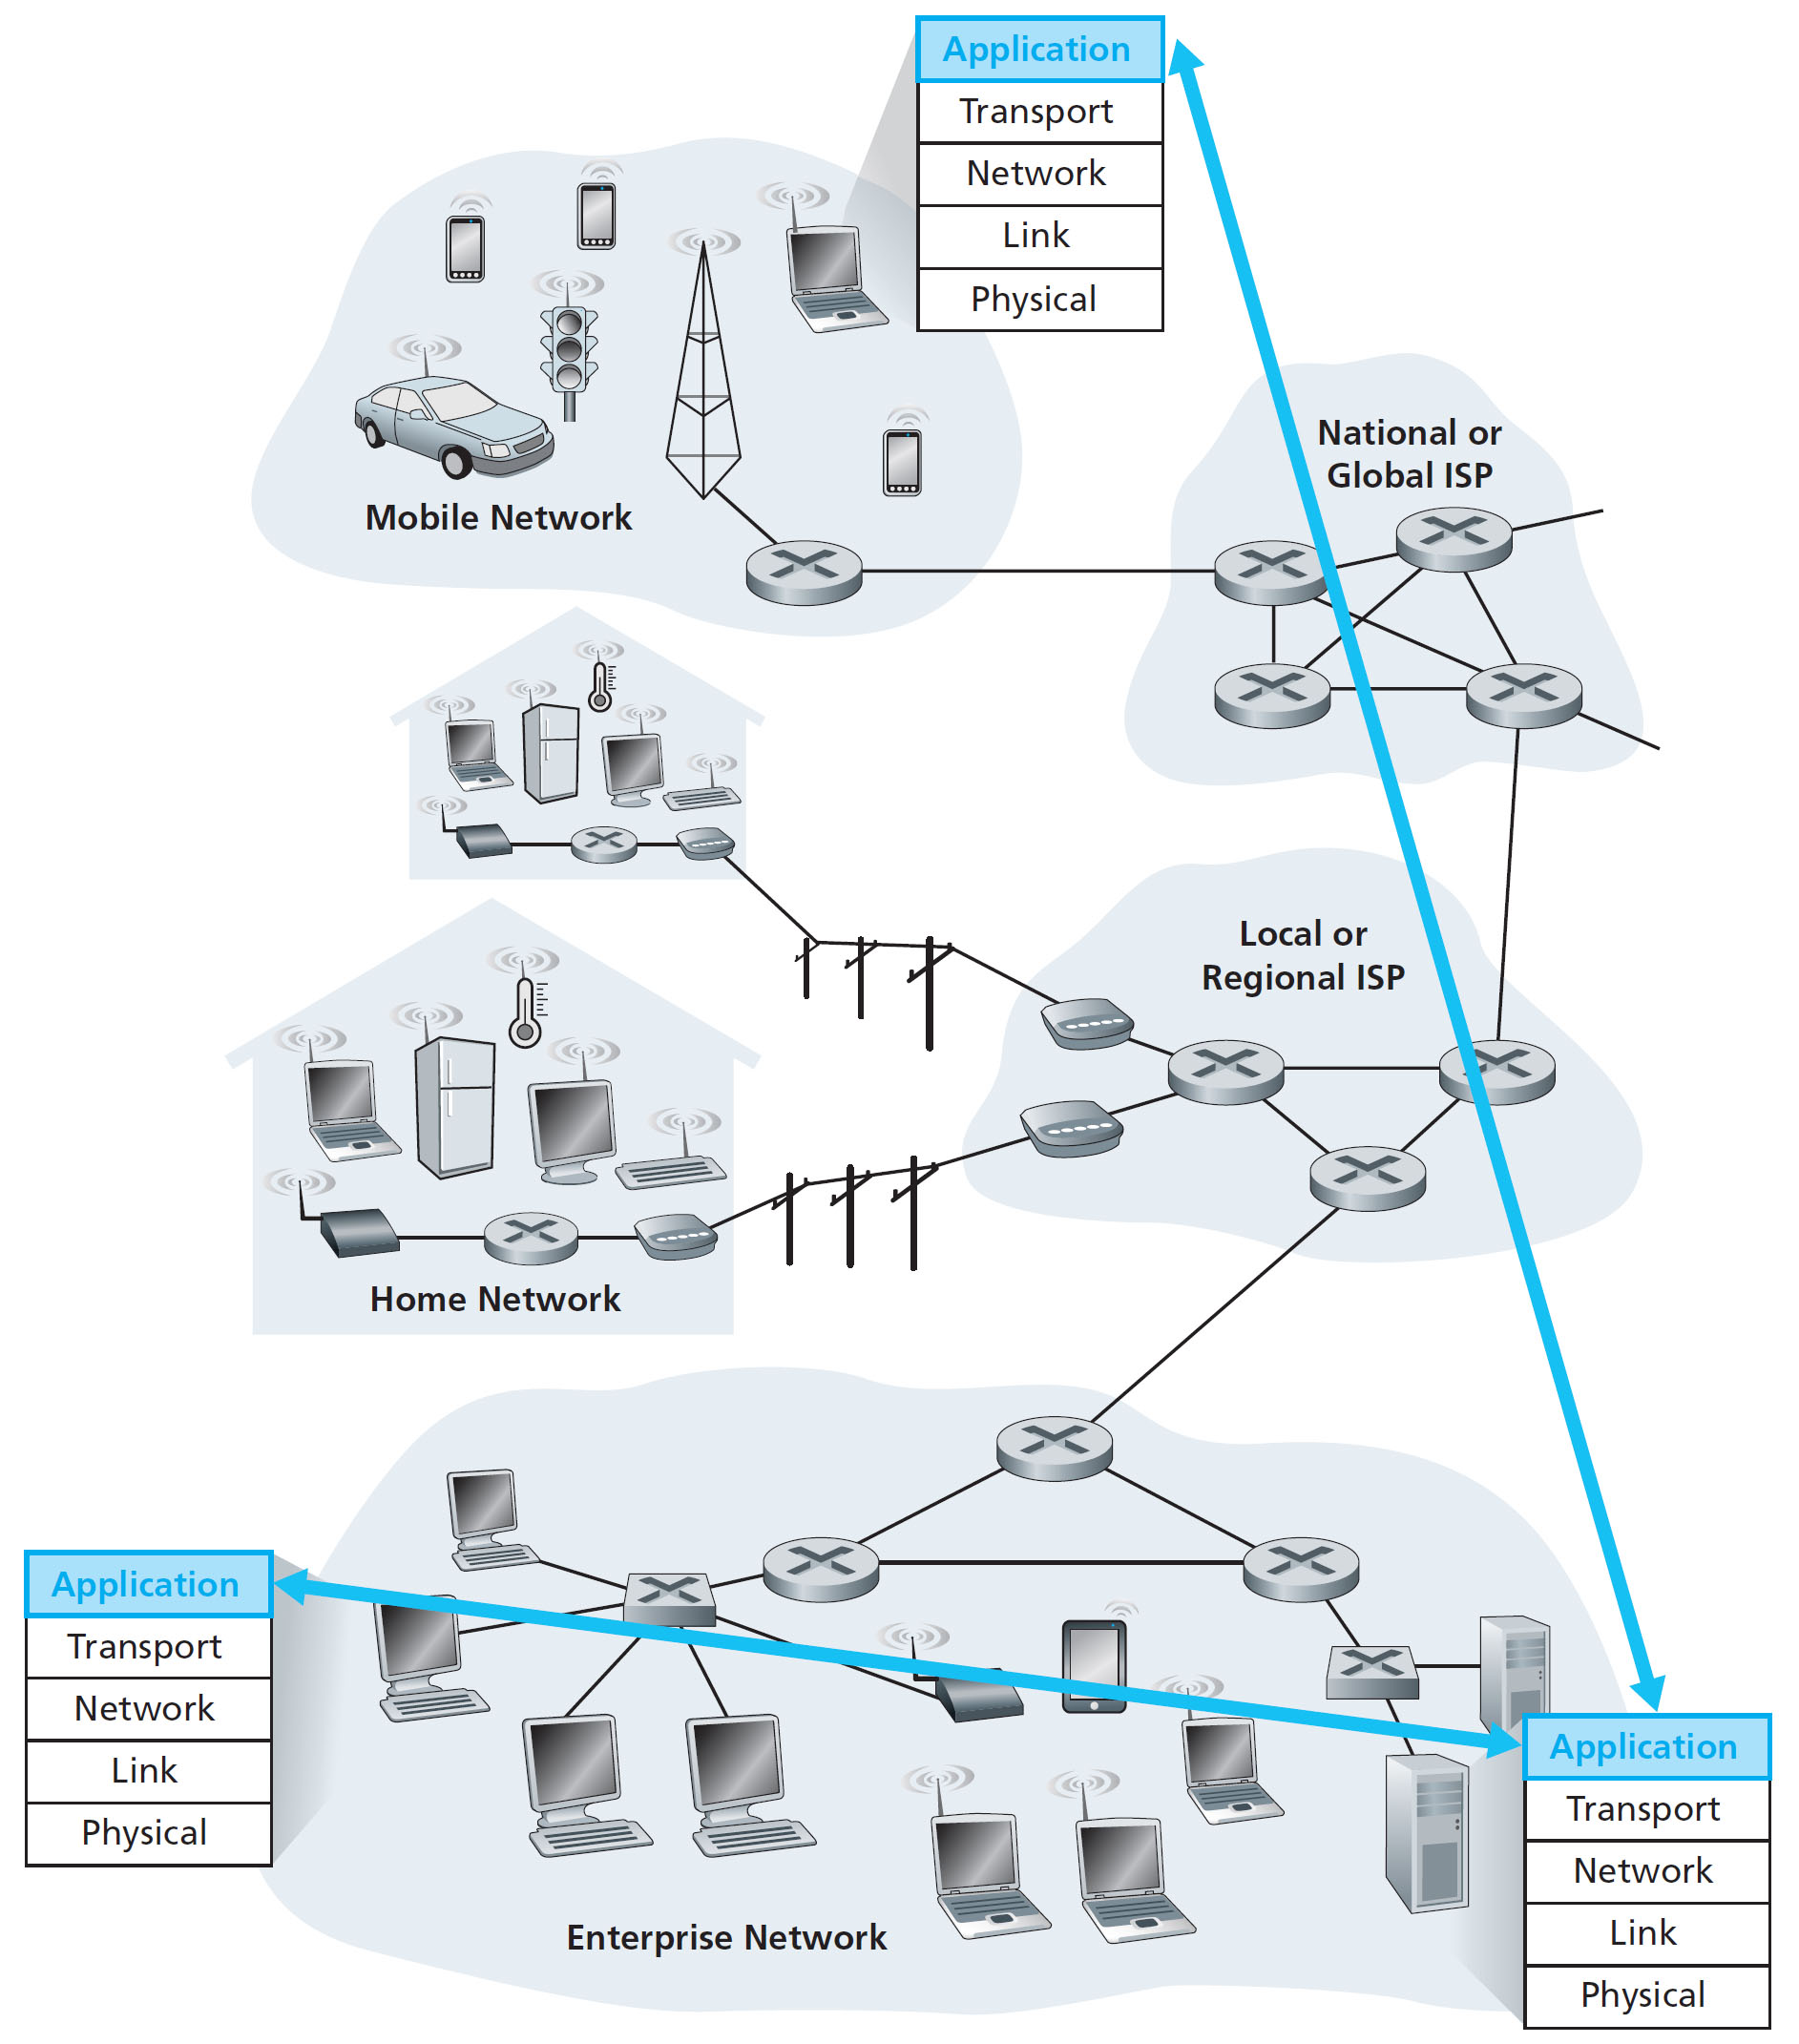 Application
Transport
Network
Link
Physical
National or
Global ISP
Mobile Network
Local or
Regional ISP
Home Network
Application
Transport
Network
Link
Physical
Application
Transport
Network
Link
Physical
Enterprise Network